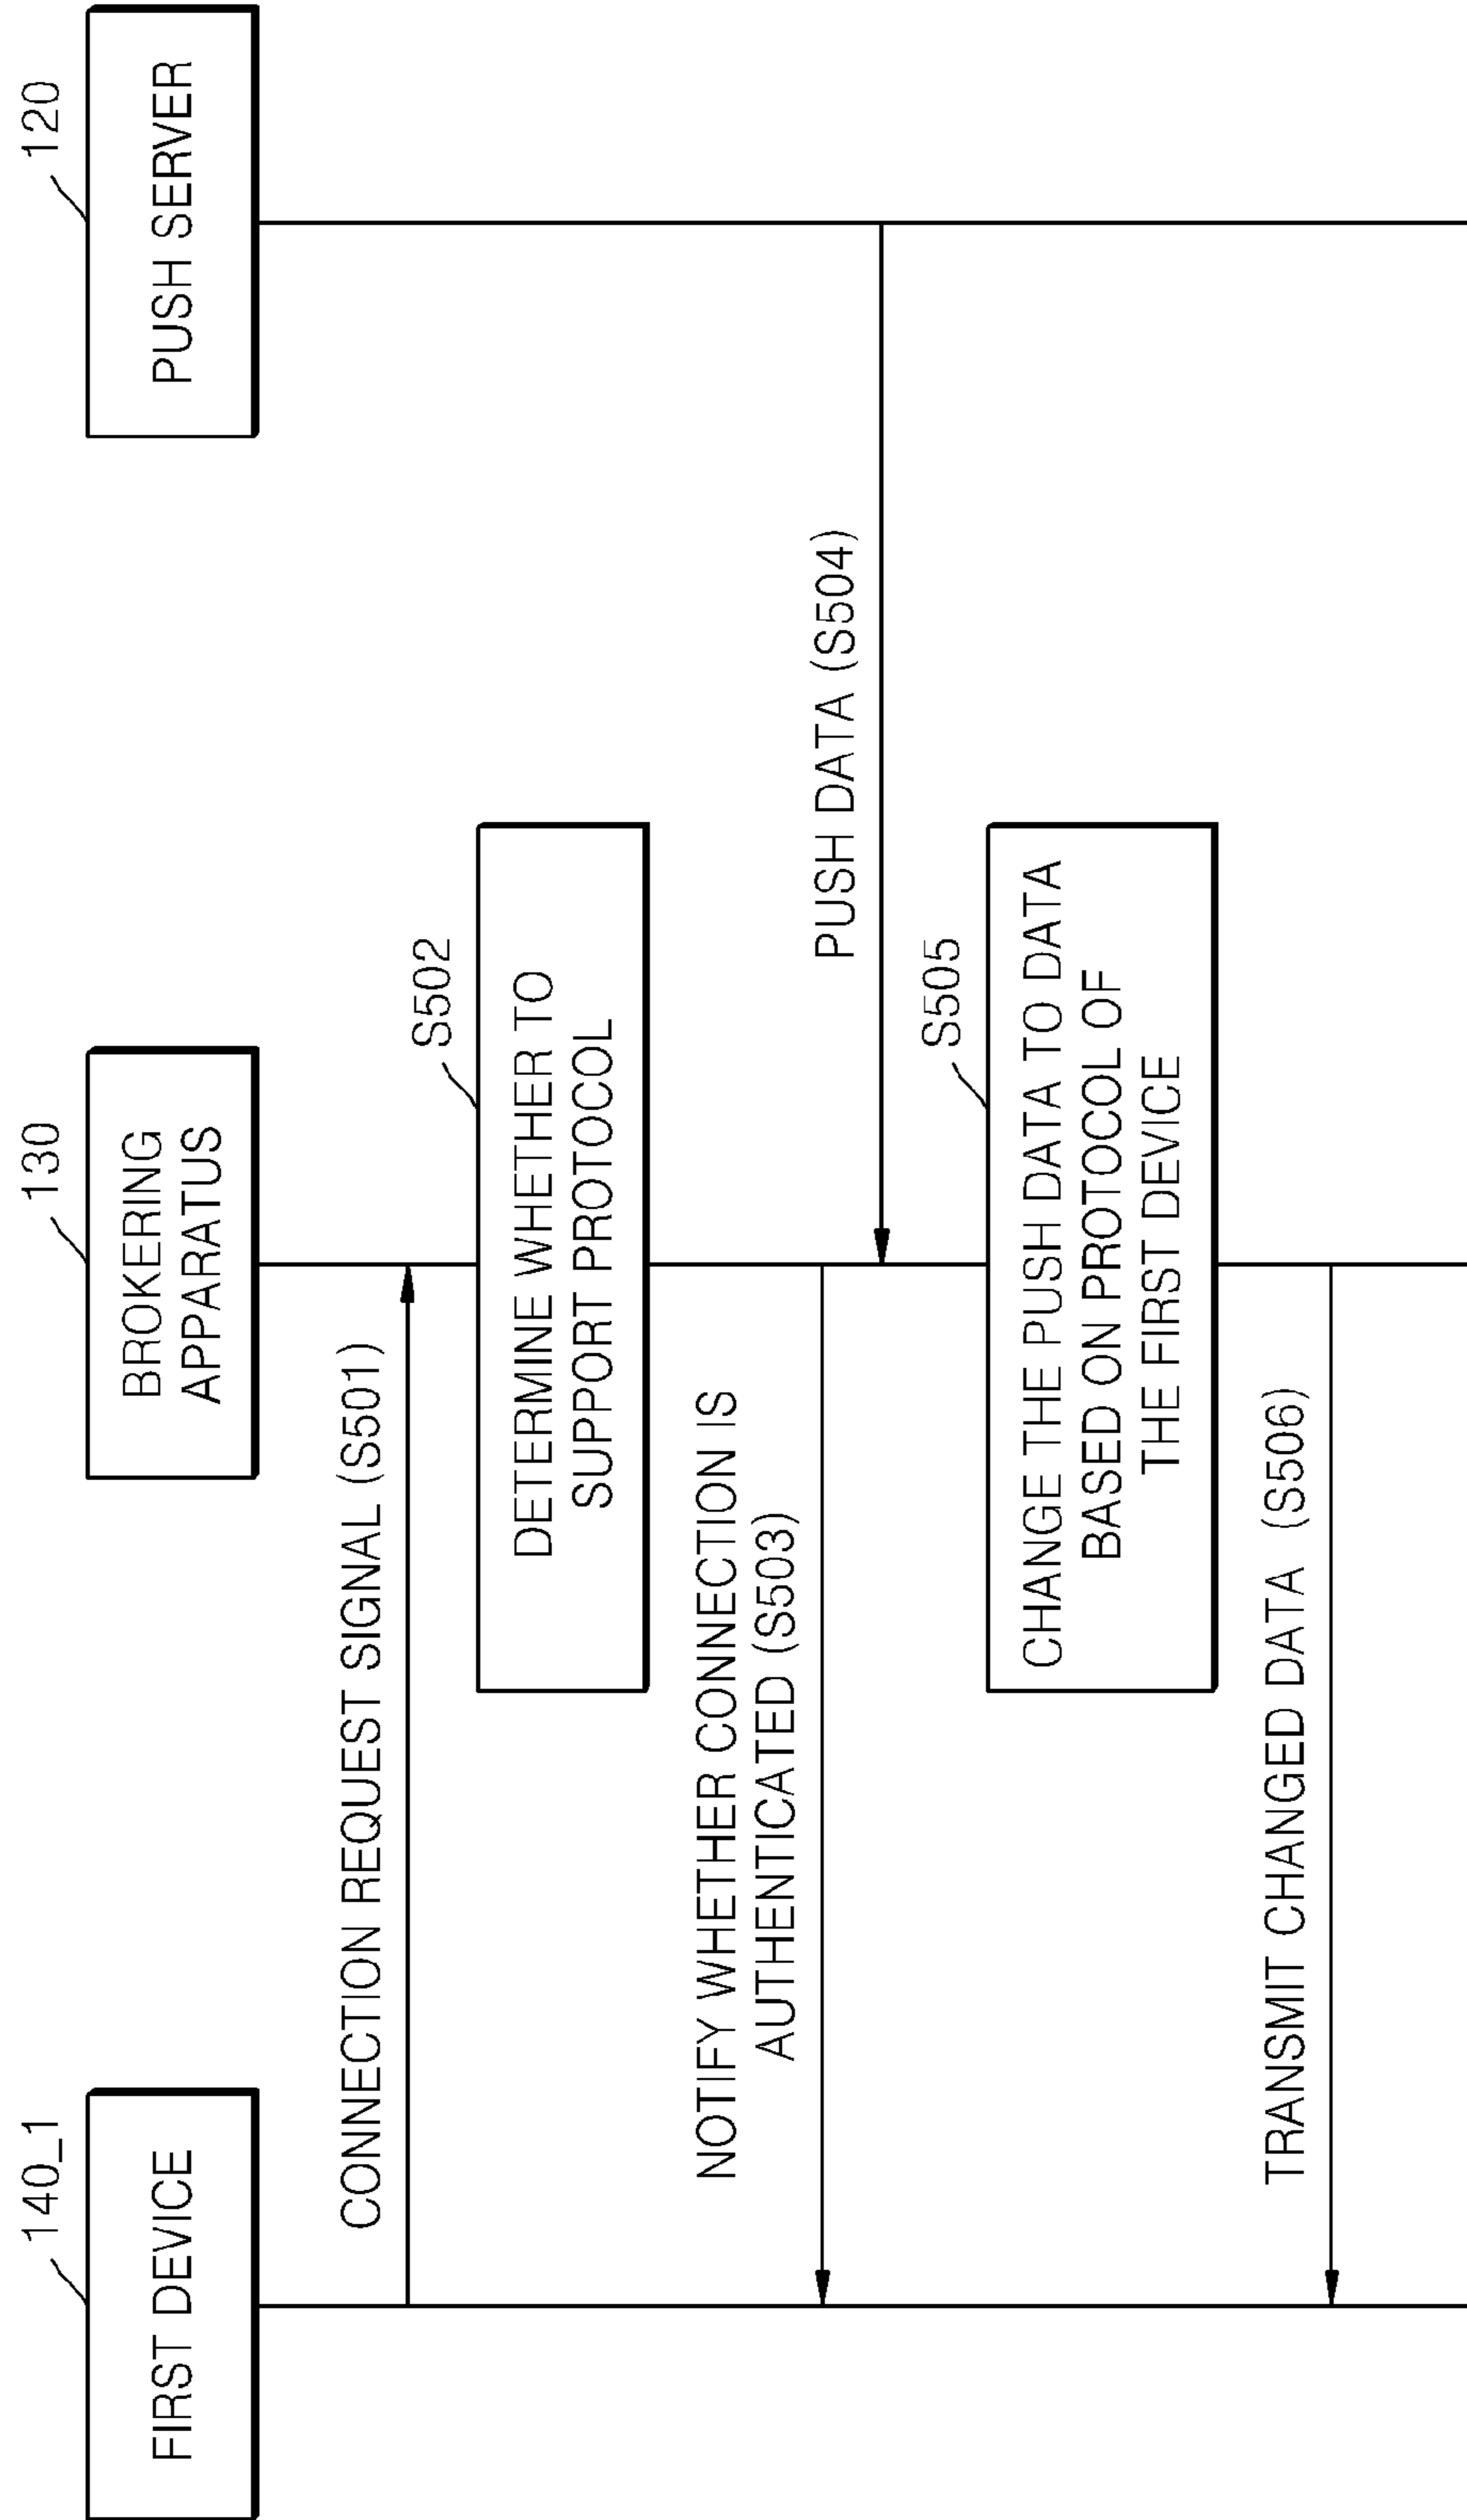 140_1
FIRST DEVICE
130
BROKERING
APPARATUS
120
PUSH SERVER
CONNECTION REQUEST SIGNAL (S501)
S502
DETERMINE WHETHER TO
SUPPORT PROTOCOL
NOTIFY WHETHER CONNECTION IS
AUTHENTICATED (S503)
PUSH DATA (S504)
S505
CHANGE THE PUSH DATA TO DATA
BASED ON PROTOCOL OF
THE FIRST DEVICE
TRANSMIT CHANGED DATA (S506)